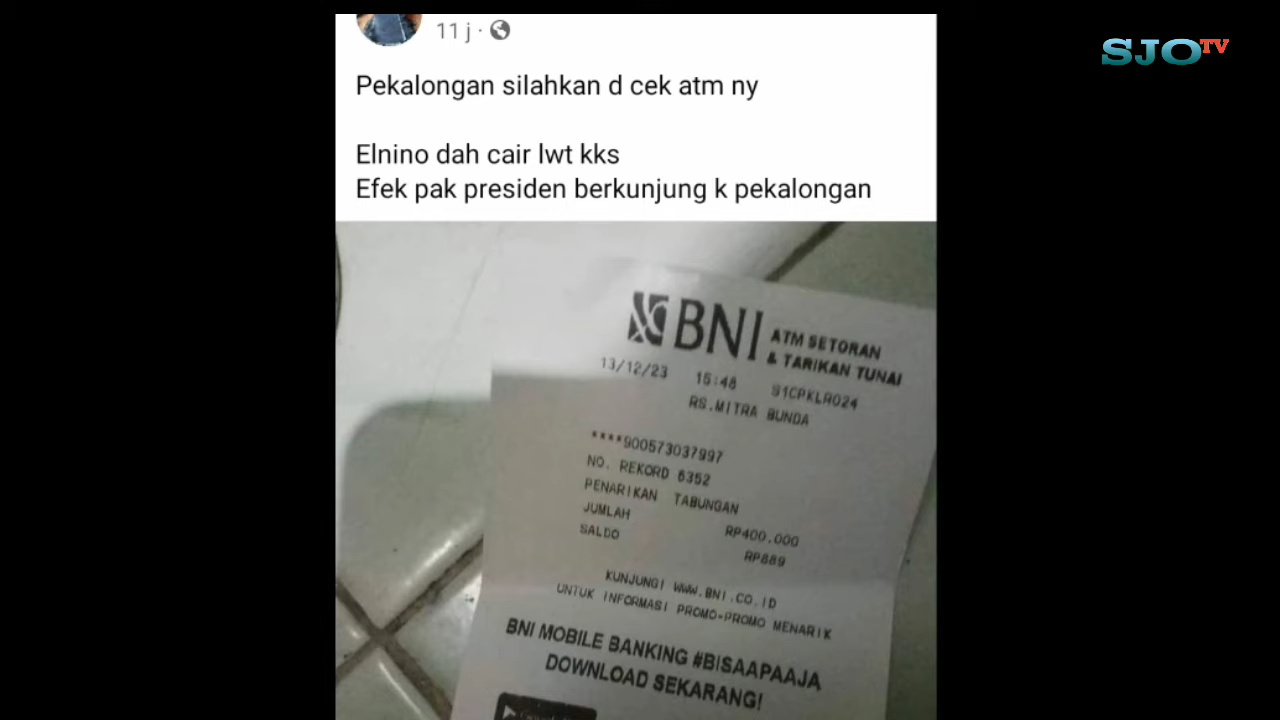 SJOTV
11 j ·
Pekalongan silahkan d cek atm ny
Elnino dah cair lwt kks
Efek pak presiden berkunjung k pekalongan
BNI ATM SETORAN
& TARIKAN TUNAI
13/12/23 15:48 S1CPKLR024
RS.MITRA BUNDA
****900573037997
NO. REKORD 6352
PENARIKAN TABUNGAN
JUMLAH RP400.000
SALDO RP889
KUNJUNGI WWW.BNI.CO.ID
UNTUK INFORMASI PROMO-PROMO MENARIK
BNI MOBILE BANKING #BISAAPAAJA
DOWNLOAD SEKARANG!